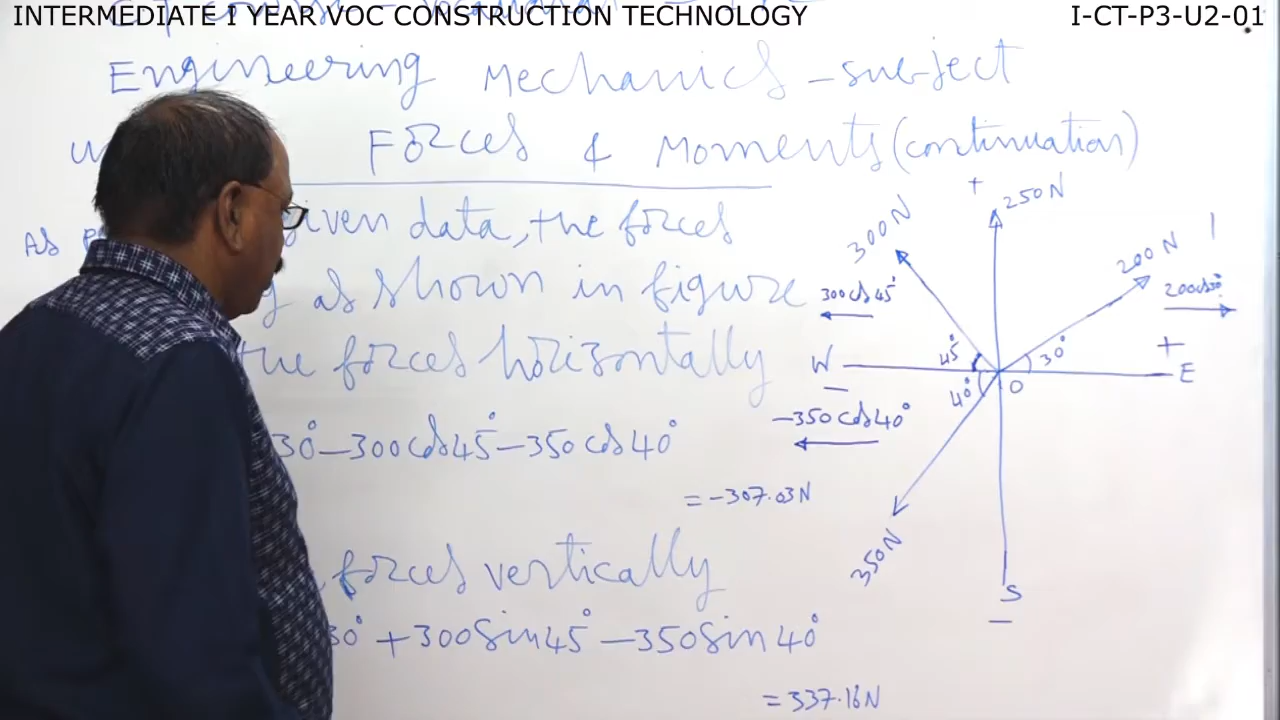 INTERMEDIATE I YEAR VOC CONSTRUCTION TECHNOLOGY
I-CT-P3-U2-01
Engineering Mechanics - subject
Forces & Moments (continuation)
As given data, the forces
as shown in figure
the forces horizontally
30° - 300 cos 45° - 350 cos 40°
= -307.03 N
forces vertically
30° + 300 Sin 45° - 350 Sin 40°
= 337.16 N
+
250 N
300 N
200 N
300 cos 45°
200 cos 30°
+
W
45°
30°
E
-
40°
O
-350 cos 40°
350 N
S
-